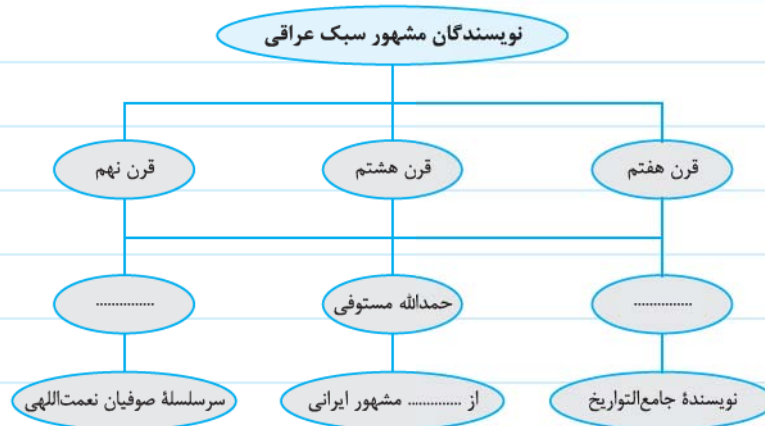 نویسندگان مشهور سبک عراقی
قرن هفتم
قرن هشتم
قرن نهم
...............
حمدالله مستوفی
...............
نویسندهٔ جامع‌التواریخ
از ............. مشهور ایرانی
سرسلسلهٔ صوفیان نعمت‌اللهی